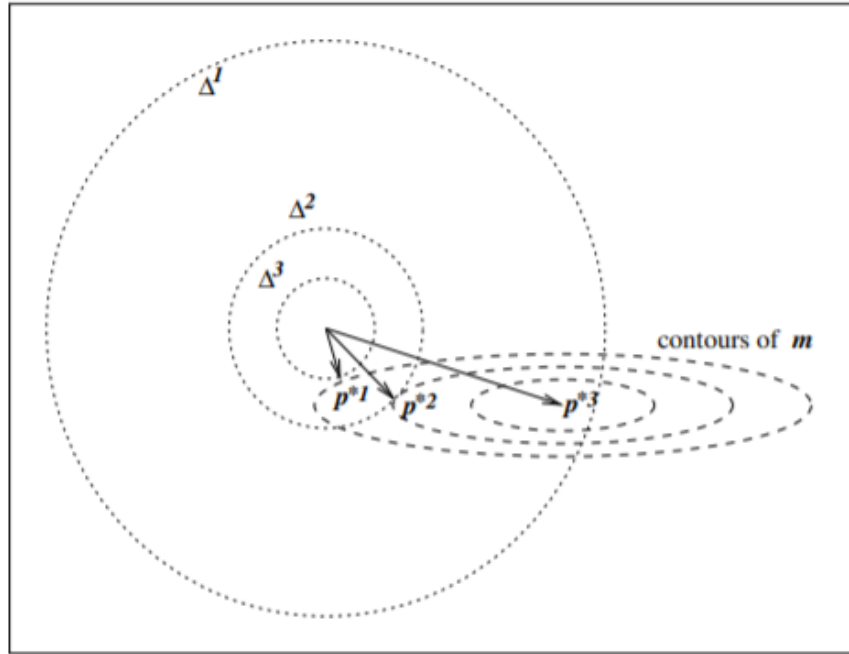 Δ¹
Δ²
Δ³
contours of m
p*1
p*2
p*3